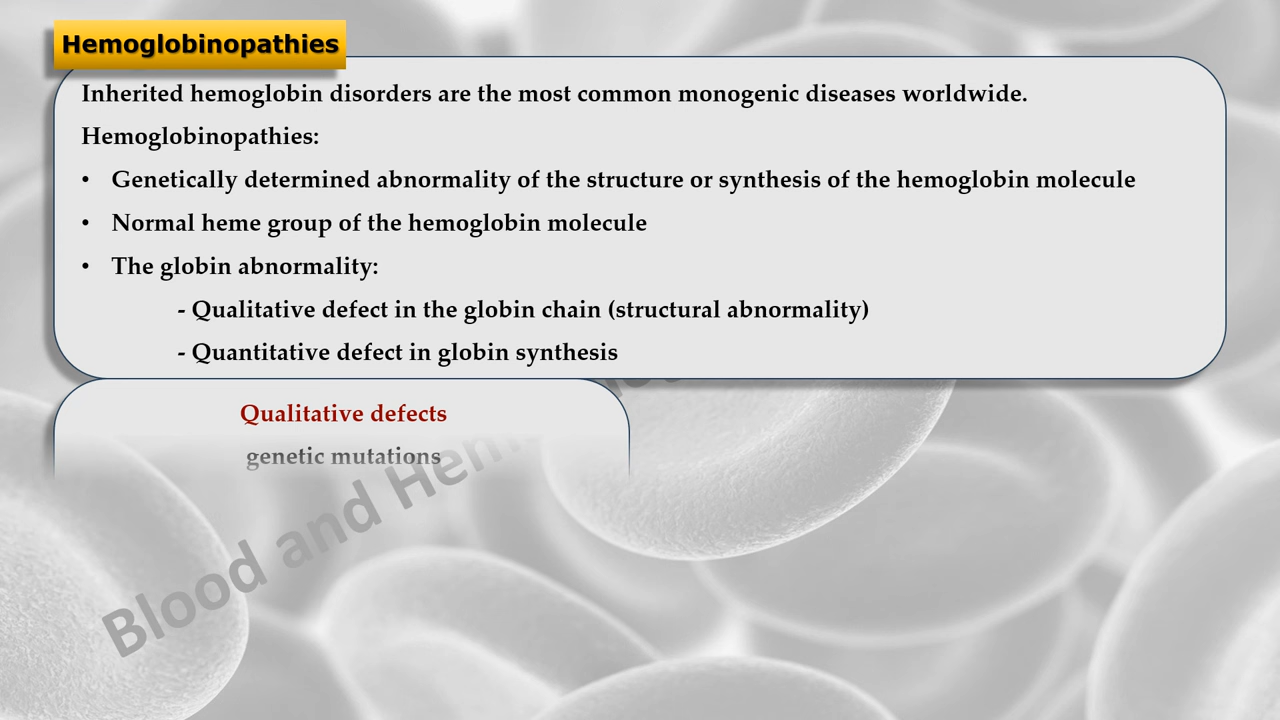 Hemoglobinopathies
Inherited hemoglobin disorders are the most common monogenic diseases worldwide.
Hemoglobinopathies:
• Genetically determined abnormality of the structure or synthesis of the hemoglobin molecule
• Normal heme group of the hemoglobin molecule
• The globin abnormality:
- Qualitative defect in the globin chain (structural abnormality)
- Quantitative defect in globin synthesis
Qualitative defects
genetic mutations
Blood and